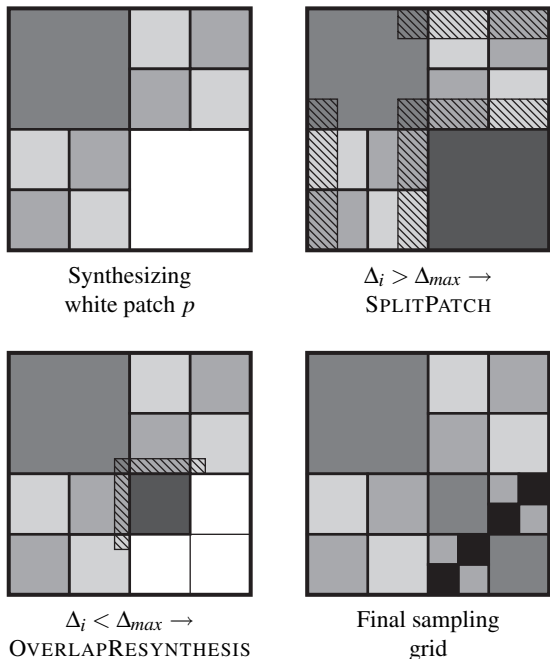 Synthesizing
white patch p
Δi > Δmax →
SPLITPATCH
Δi < Δmax →
OVERLAPRESYNTHESIS
Final sampling
grid